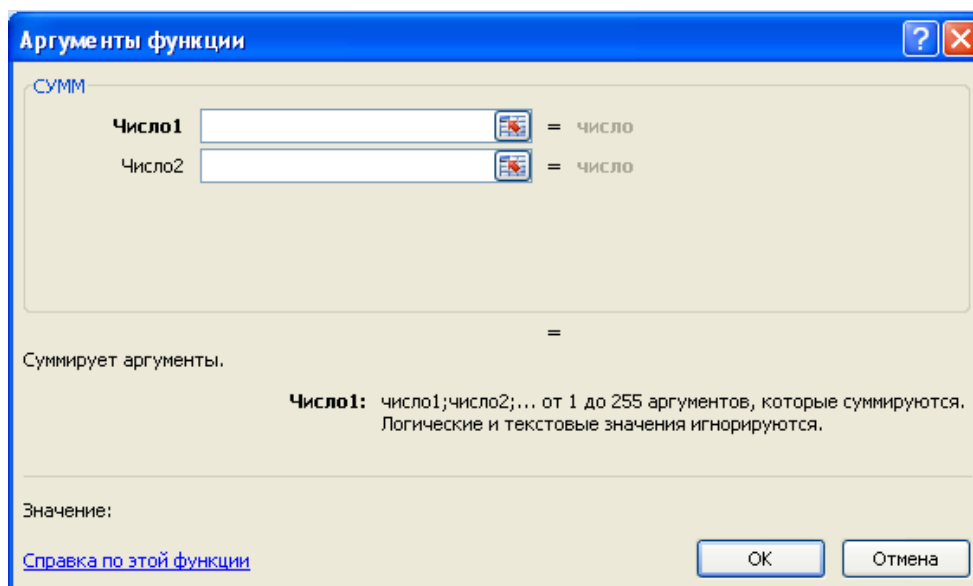 Аргументы функции
СУММ
Число1 = число
Число2 = число
=
Суммирует аргументы.
Число1: число1;число2;... от 1 до 255 аргументов, которые суммируются.
Логические и текстовые значения игнорируются.
Значение:
Справка по этой функции
ОК Отмена